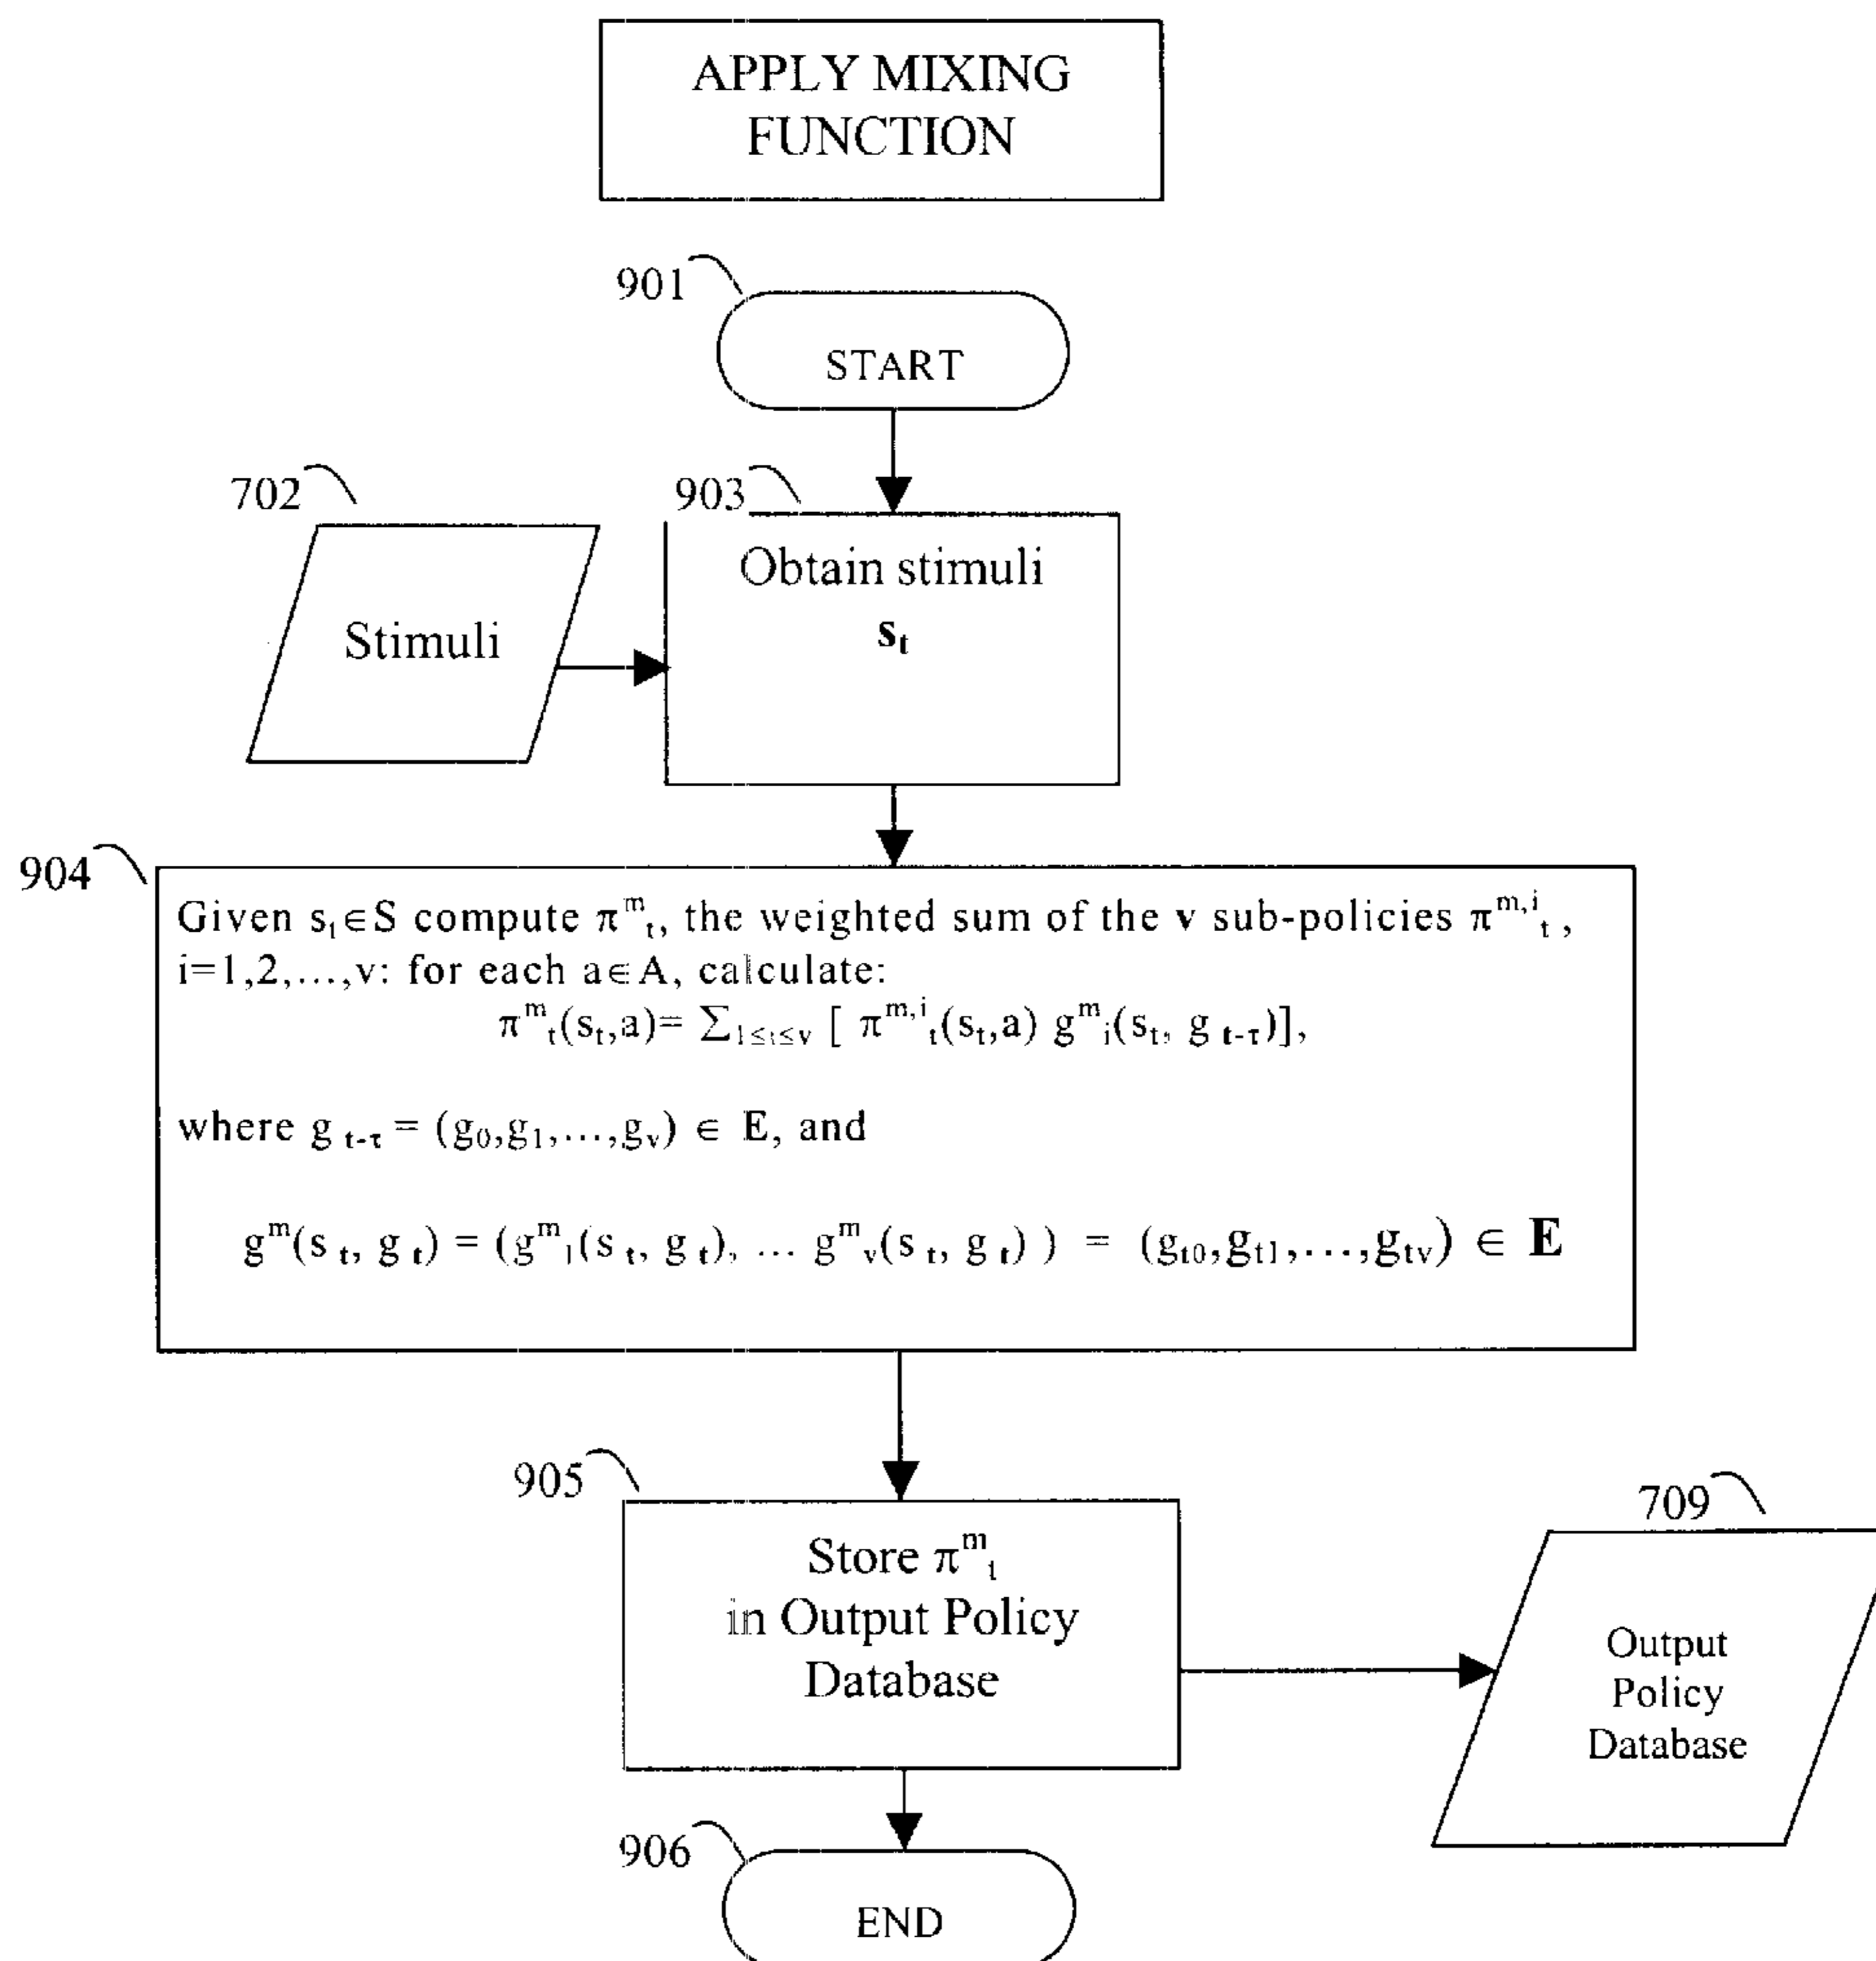 APPLY MIXING
FUNCTION
901
START
702
903
Stimuli
Obtain stimuli
sₜ
904
Given sₜ∈S compute πᵐₜ, the weighted sum of the v sub-policies πᵐ,ⁱₜ,
i=1,2,...,v: for each a∈A, calculate:
πᵐₜ(sₜ,a)= ∑₁≤ᵢ≤ᵥ [ πᵐ,ⁱₜ(sₜ,a) gᵐᵢ(sₜ, g ₜ₋τ)],
where g ₜ₋τ = (g₀,g₁,...,gᵥ) ∈ E, and
gᵐ(s ₜ, g ₜ) = (gᵐ₁(s ₜ, g ₜ), ... gᵐᵥ(s ₜ, g ₜ) ) = (gₜ₀,gₜ₁,...,gₜᵥ) ∈ E
905
Store πᵐₜ
in Output Policy
Database
709
Output
Policy
Database
906
END